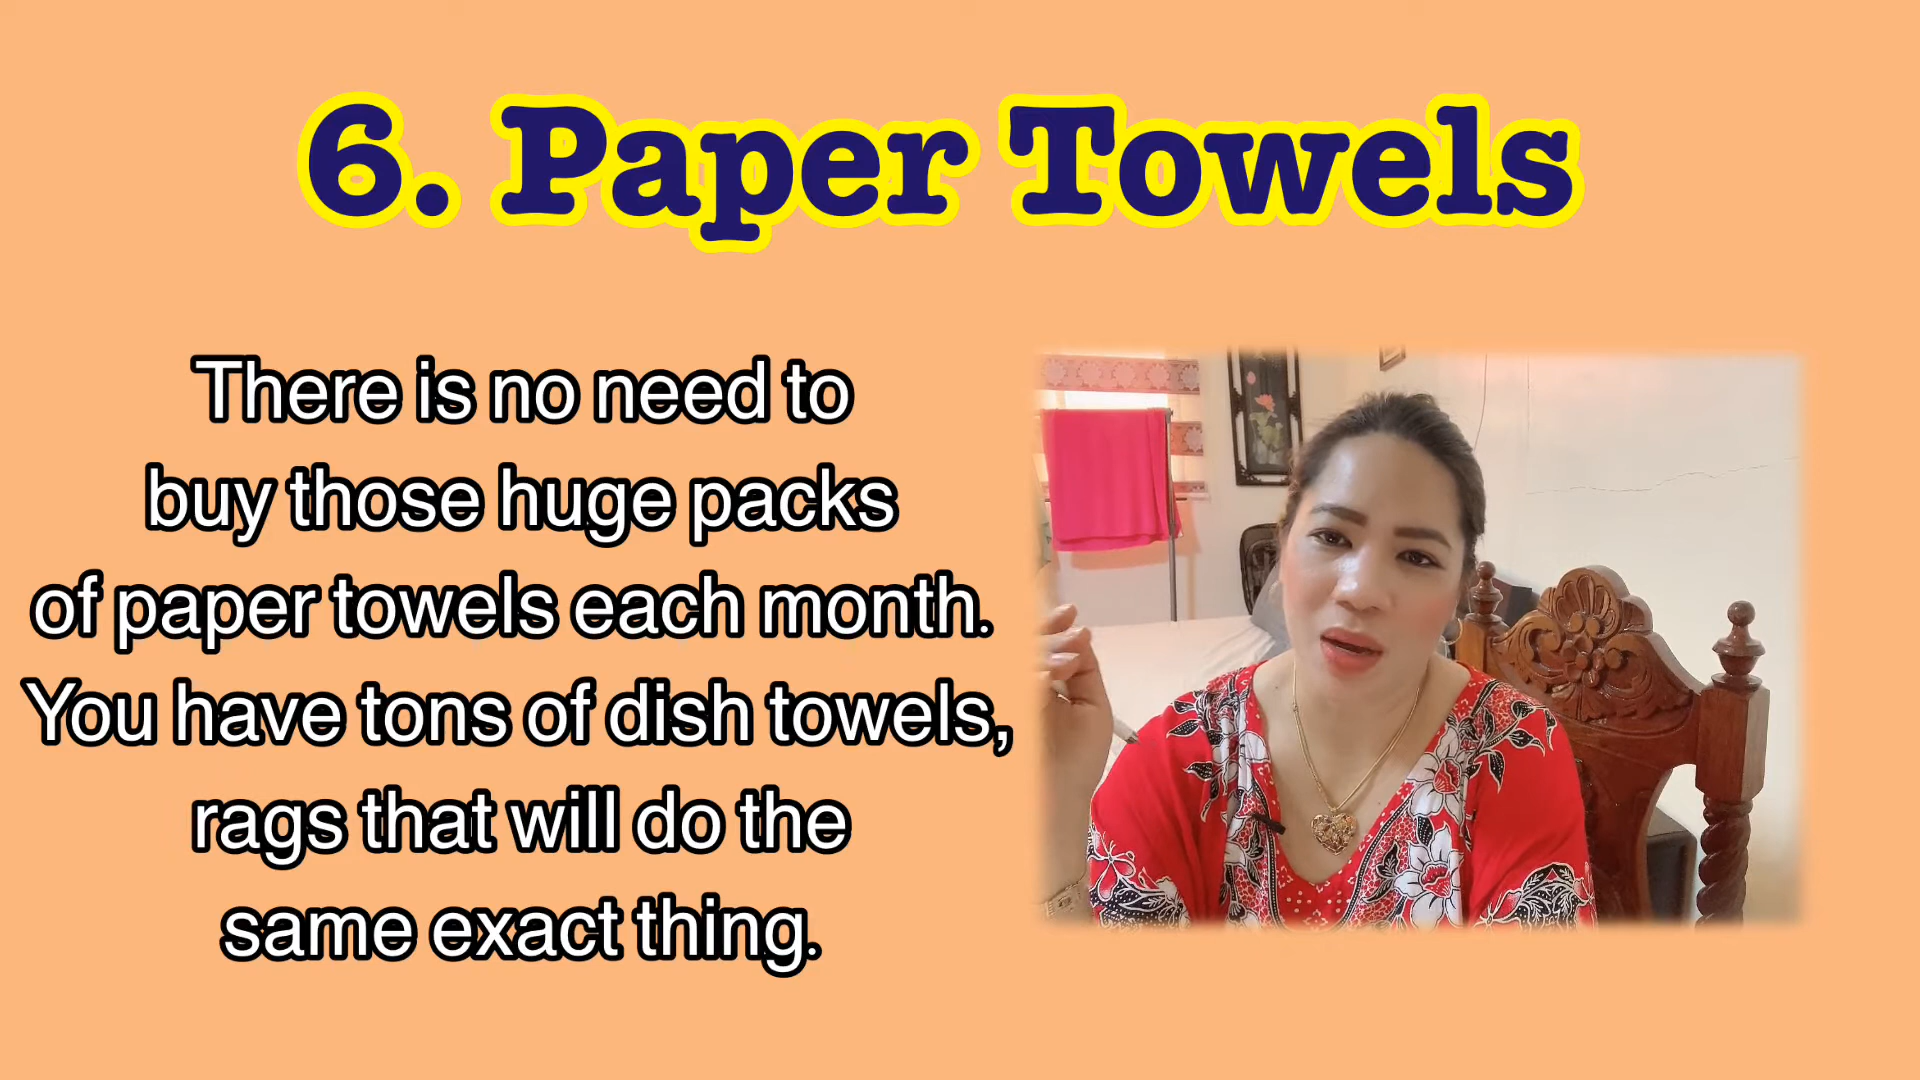 6. Paper Towels
There is no need to
buy those huge packs
of paper towels each month.
You have tons of dish towels,
rags that will do the
same exact thing.